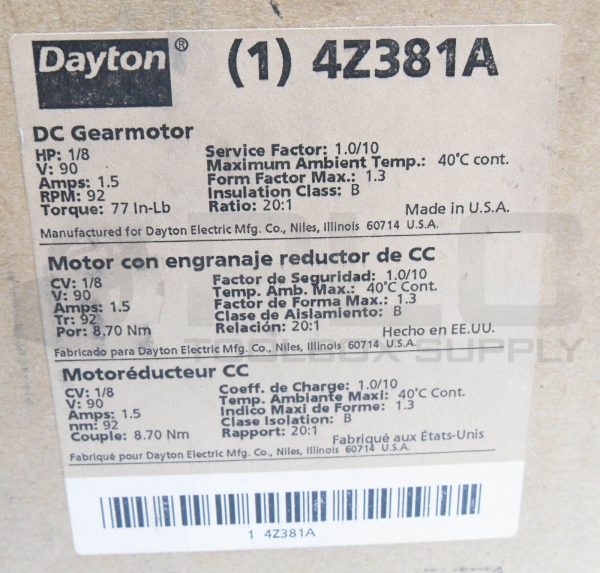 Dayton® (1) 4Z381A
DC Gearmotor
HP: 1/8
V: 90
Amps: 1.5
RPM: 92
Torque: 77 In-Lb
Service Factor: 1.0/10
Maximum Ambient Temp.: 40°C cont.
Form Factor Max.: 1.3
Insulation Class: B
Ratio: 20:1
Made in U.S.A.
Manufactured for Dayton Electric Mfg. Co., Niles, Illinois 60714 U.S.A.
Motor con engranaje reductor de CC
CV: 1/8
V: 90
Amps: 1.5
Tr: 92
Por: 8.70 Nm
Factor de Seguridad: 1.0/10
Temp. Amb. Max.: 40°C cont.
Factor de Forma Max.: 1.3
Clase de Aislamiento: B
Relación: 20:1
Hecho en EE.UU.
Fabricado para Dayton Electric Mfg. Co., Niles, Illinois 60714 U.S.A.
Motoréducteur CC
CV: 1/8
V: 90
Amps: 1.5
nm: 92
Couple: 8.70 Nm
Coeff. de Charge: 1.0/10
Temp. Ambiante Maxi: 40°C Cont.
Indico Maxi de Forme: 1.3
Clase Isolation: B
Rapport: 20:1
Fabriqué aux États-Unis
Fabriqué pour Dayton Electric Mfg. Co., Niles, Illinois 60714 U.S.A.
1 4Z381A